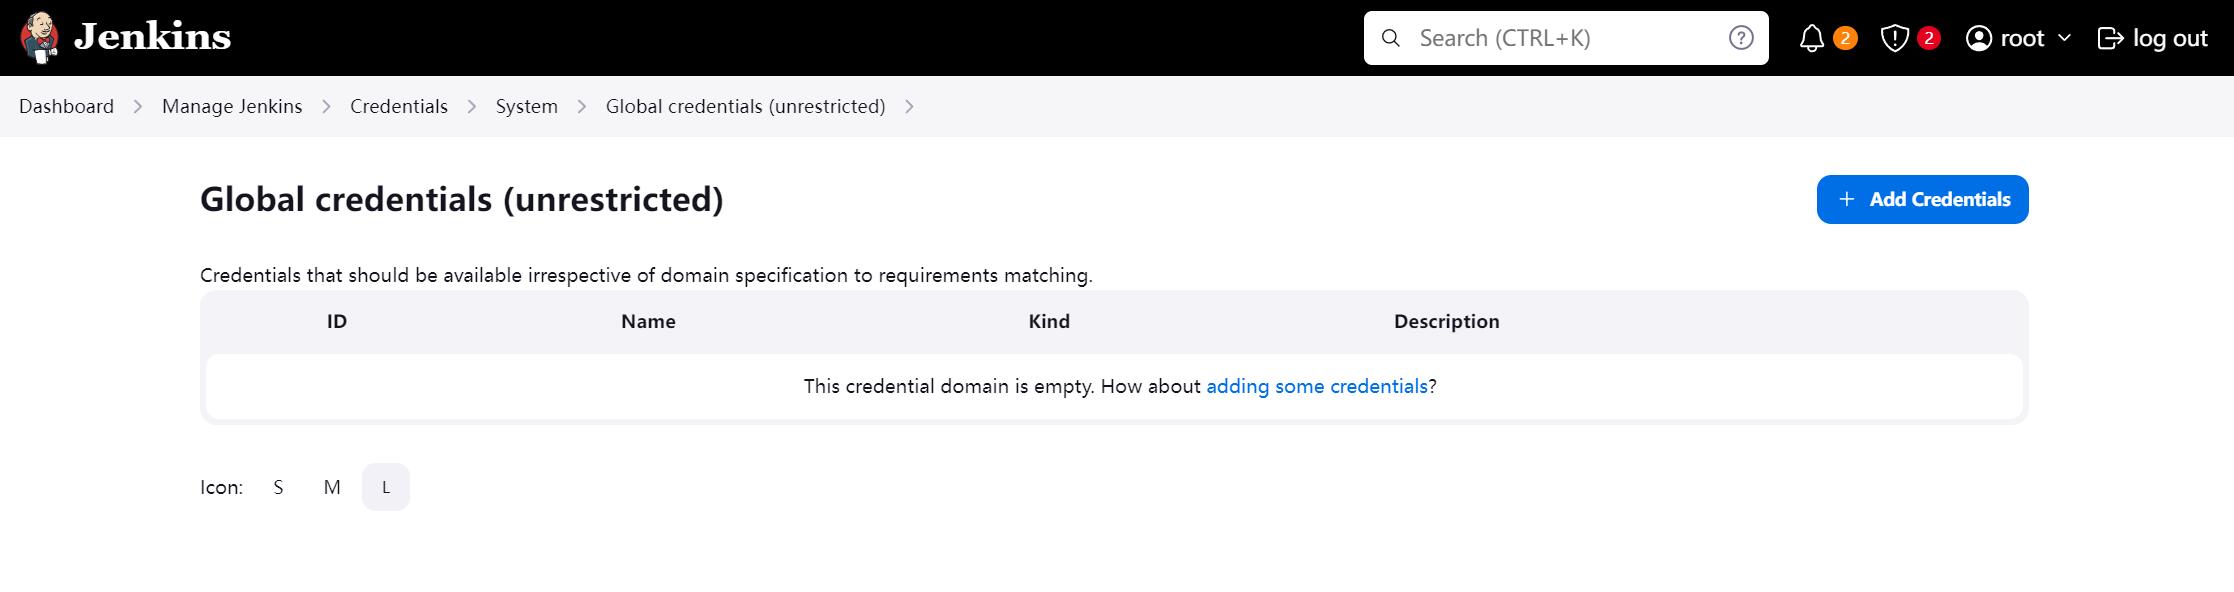 Jenkins
Search (CTRL+K)
2
2
root
log out
Dashboard
Manage Jenkins
Credentials
System
Global credentials (unrestricted)
Global credentials (unrestricted)
+ Add Credentials
Credentials that should be available irrespective of domain specification to requirements matching.
ID Name Kind Description
This credential domain is empty. How about adding some credentials?
Icon: S M L